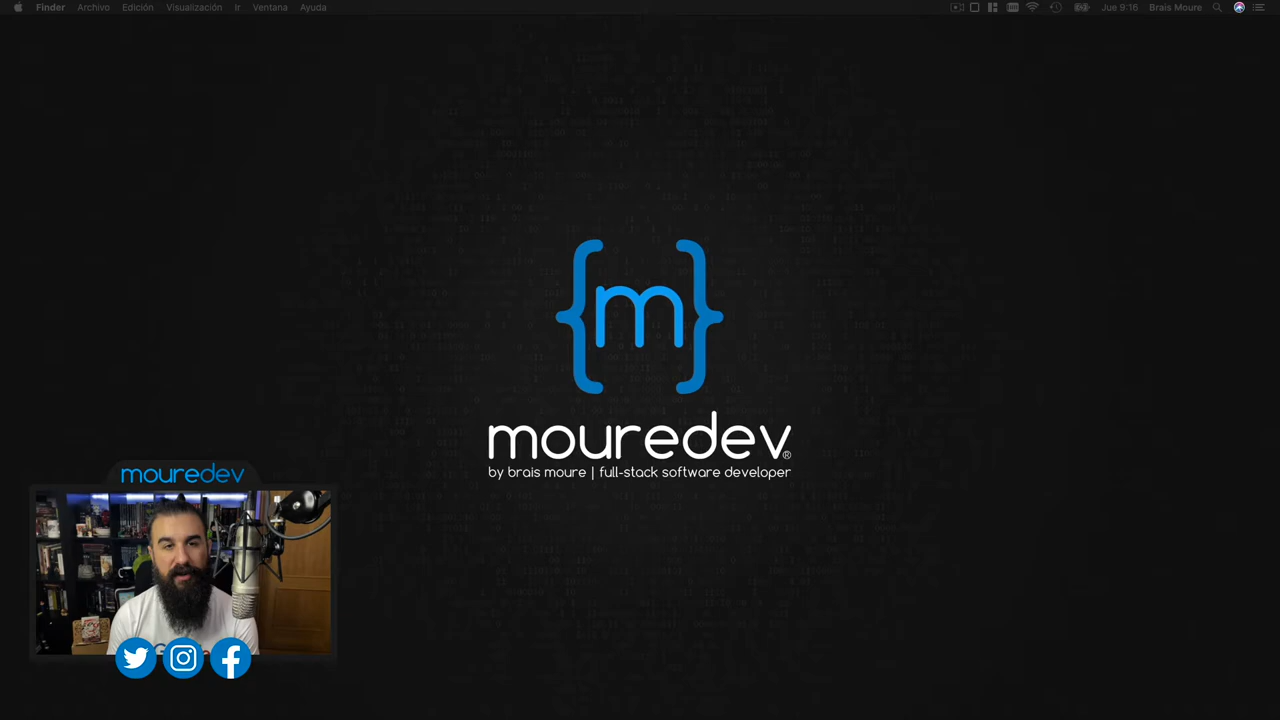 Finder Archivo Edición Visualización Ir Ventana Ayuda Jue 9:16 Brais Moure
{m}
mouredev®
by brais moure | full-stack software developer
mouredev